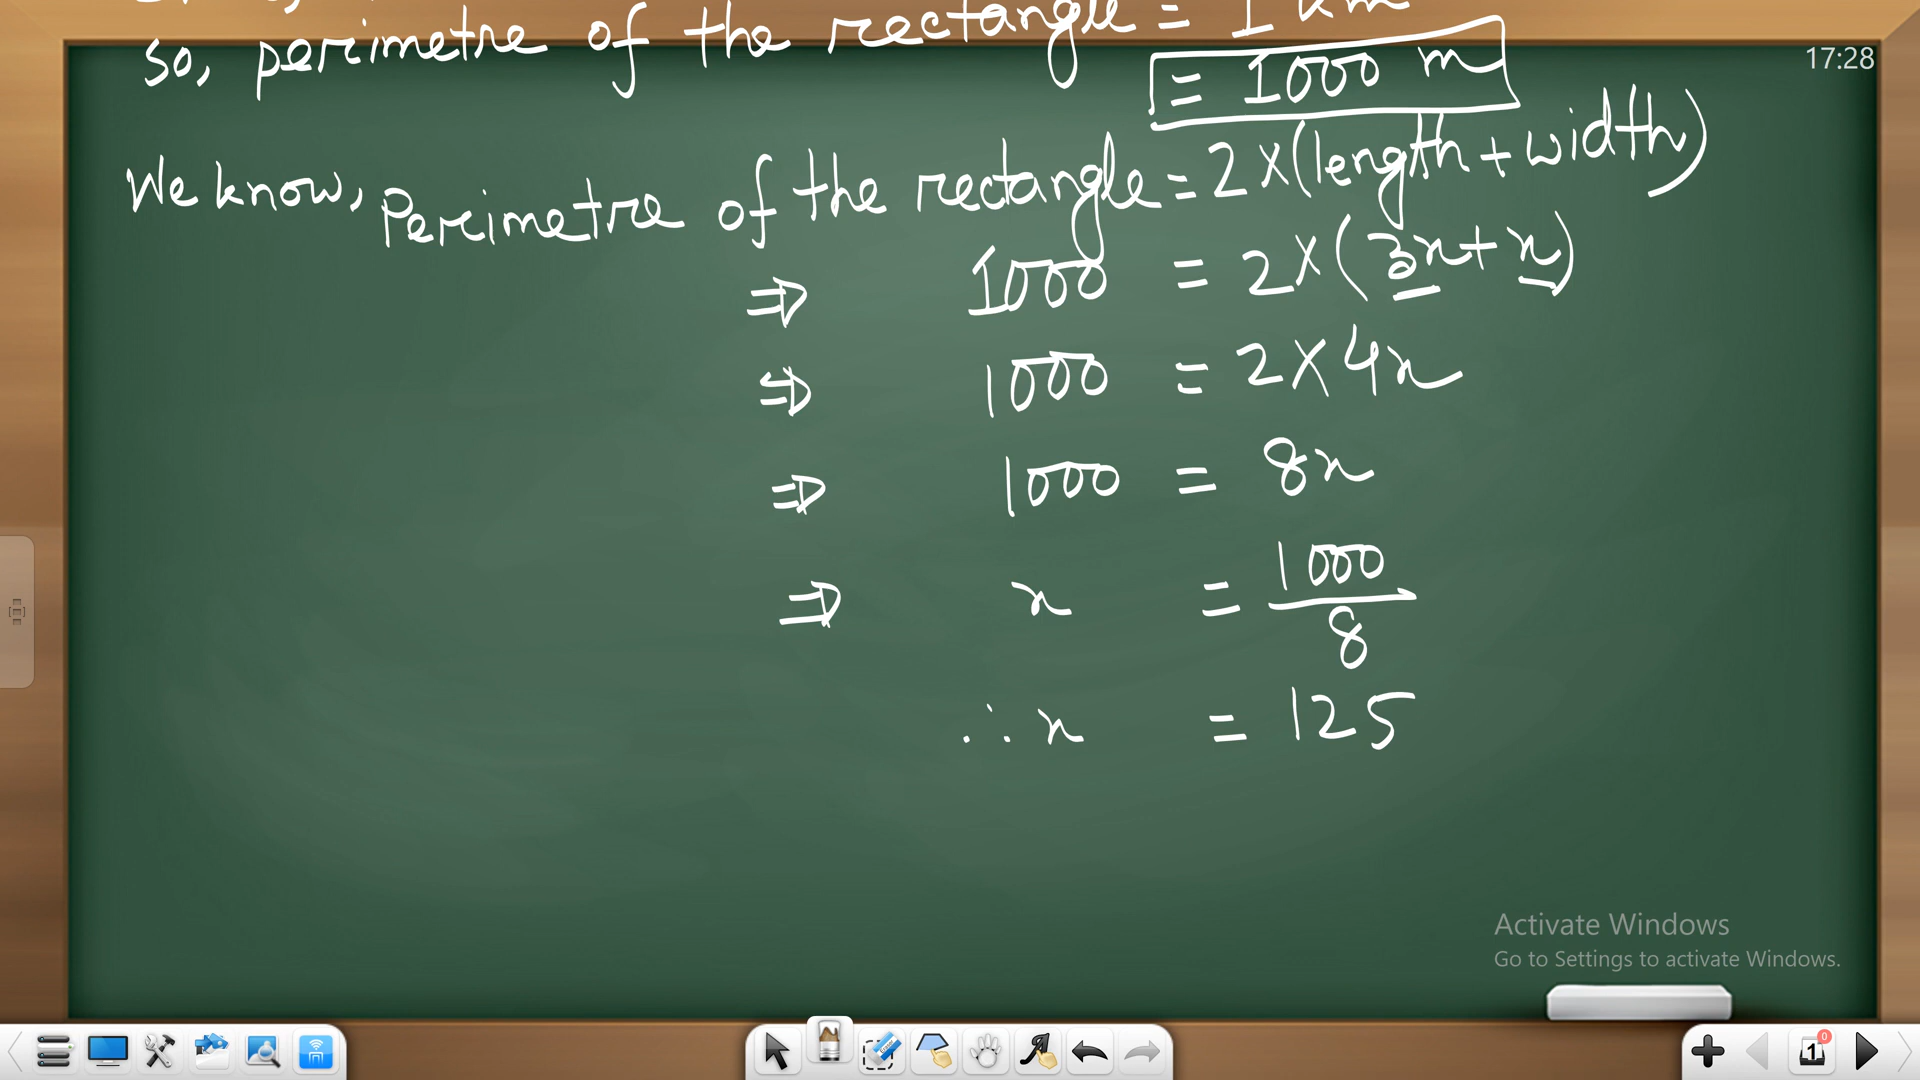 so, perimetre of the rectangle = 1 km
= 1000 m
17:28
We know, Perimetre of the rectangle = 2 × (length + width)
⇒ 1000 = 2 × (3x + x)
⇒ 1000 = 2 × 4x
⇒ 1000 = 8x
⇒ x = 1000/8
∴ x = 125
Activate Windows
Go to Settings to activate Windows.
1
0